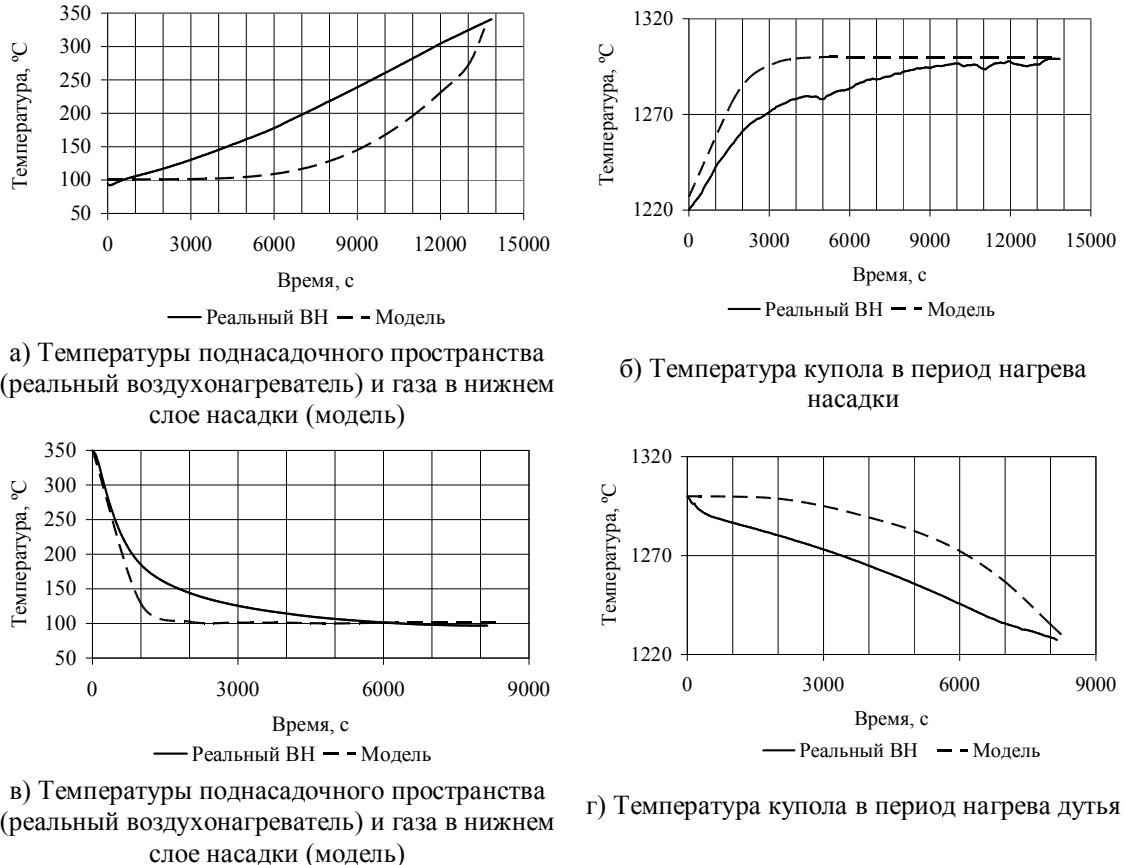 350
300
250
200
150
100
50
Температура, ºC
0 3000 6000 9000 12000 15000
Время, с
Реальный ВН Модель
а) Температуры поднасадочного пространства
(реальный воздухонагреватель) и газа в нижнем
слое насадки (модель)
1320
1270
1220
Температура, ºC
0 3000 6000 9000 12000 15000
Время, с
Реальный ВН Модель
б) Температура купола в период нагрева
насадки
350
300
250
200
150
100
50
Температура, ºC
0 3000 6000 9000
Время, с
Реальный ВН Модель
в) Температуры поднасадочного пространства
(реальный воздухонагреватель) и газа в нижнем
слое насадки (модель)
1320
1270
1220
Температура, ºC
0 3000 6000 9000
Время, с
Реальный ВН Модель
г) Температура купола в период нагрева дутья